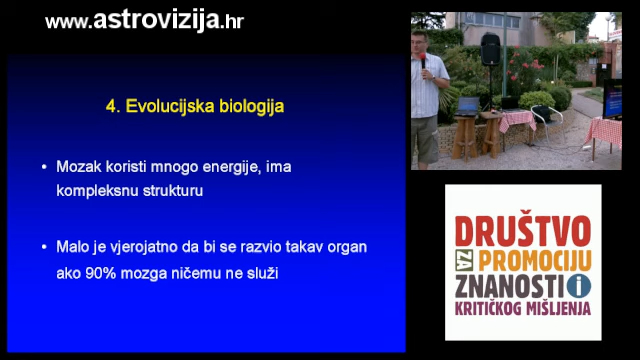 www.astrovizija.hr
4. Evolucijska biologija
• Mozak koristi mnogo energije, ima
kompleksnu strukturu
• Malo je vjerojatno da bi se razvio takav organ
ako 90% mozga ničemu ne služi
DRUŠTVO
ZA PROMOCIJU
ZNANOSTI i
KRITIČKOG MIŠLJENJA